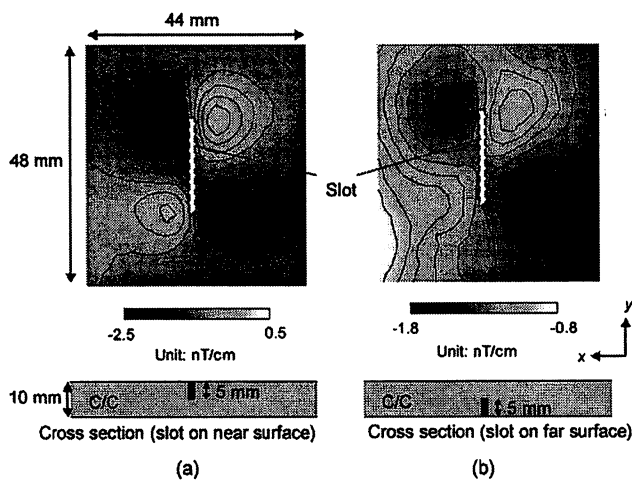 44 mm
48 mm
Slot
-2.5 0.5
Unit: nT/cm
-1.8 -0.8
Unit: nT/cm
y
x
10 mm
C/C
5 mm
Cross section (slot on near surface)
(a)
C/C
5 mm
Cross section (slot on far surface)
(b)